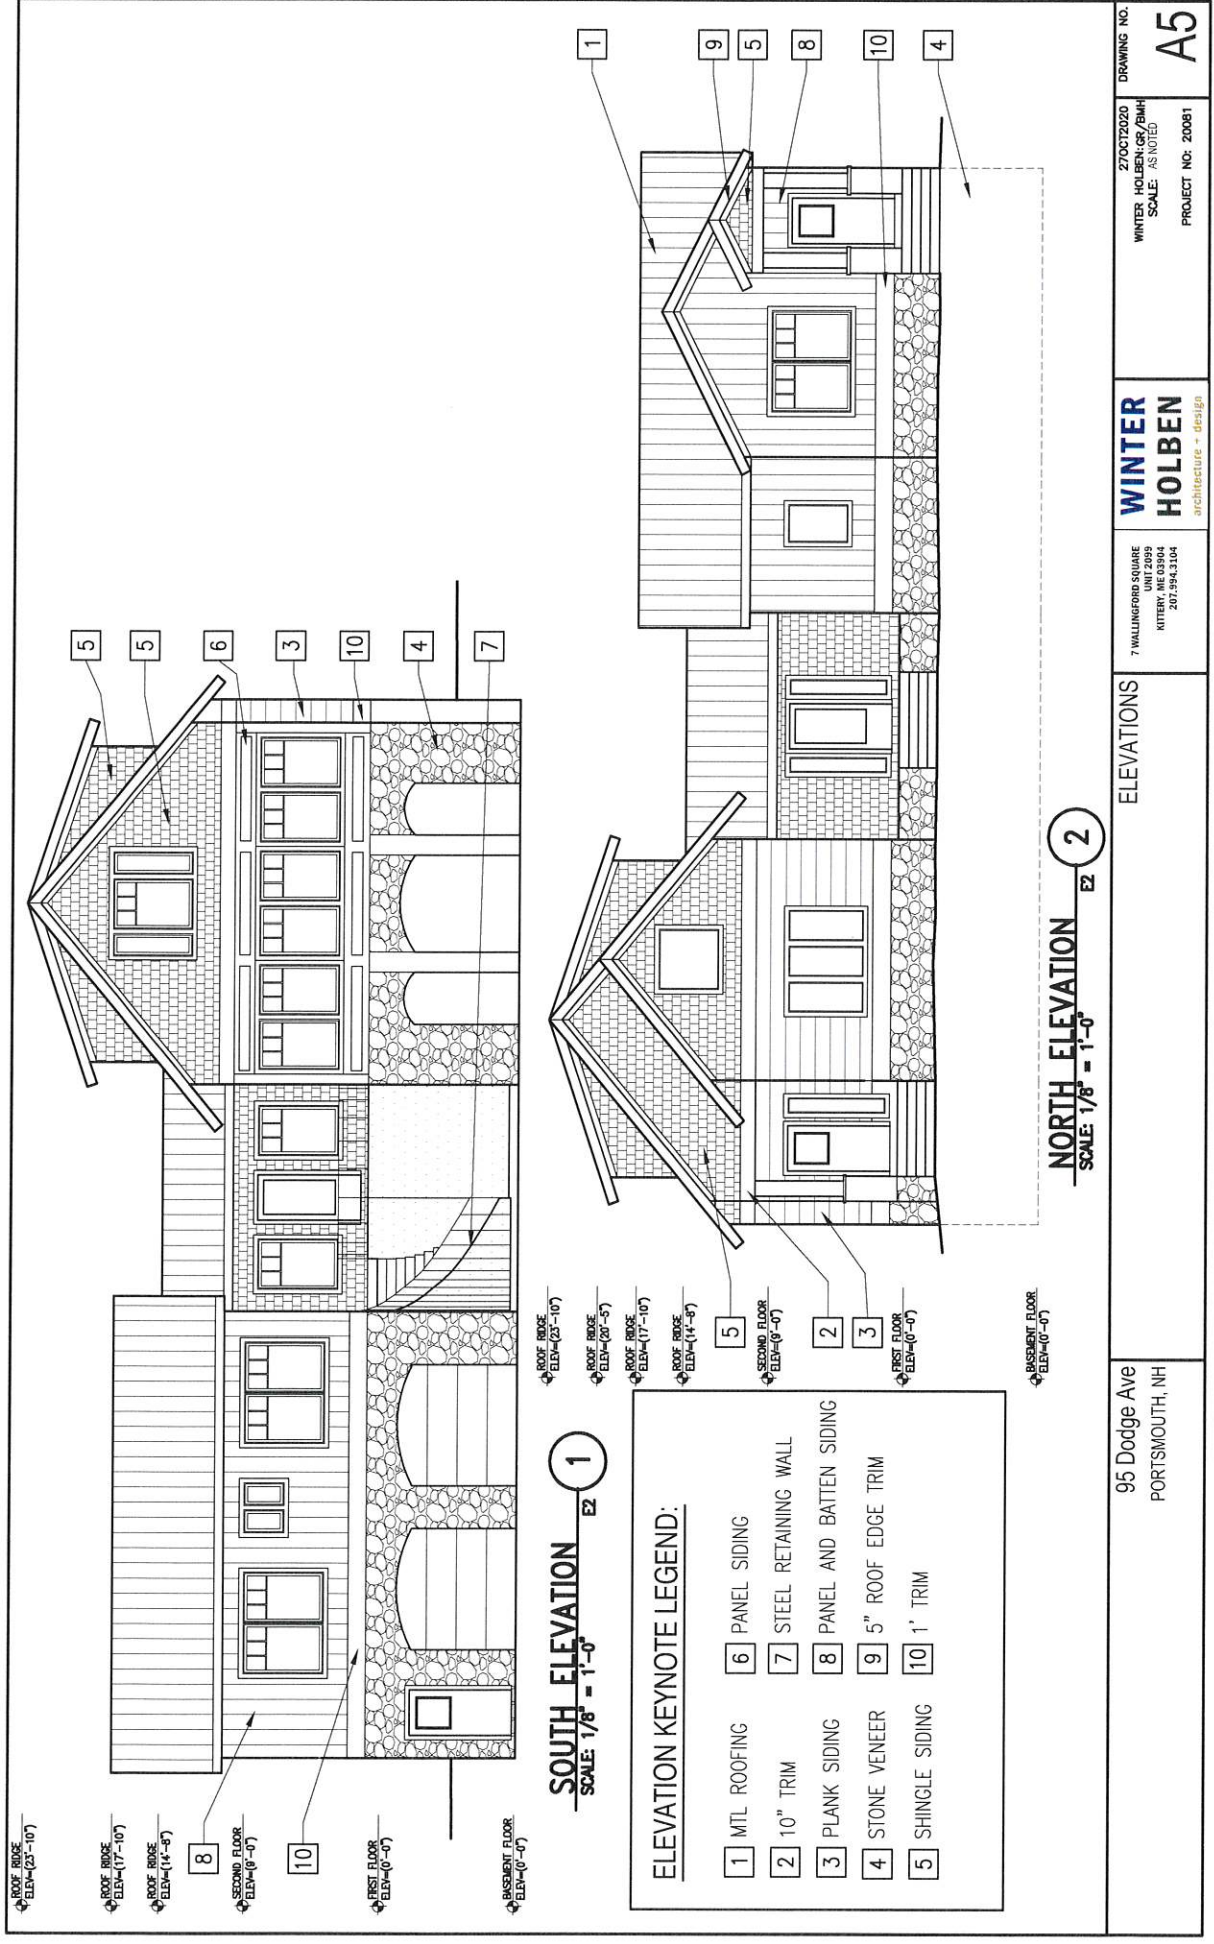 ROOF RIDGE
ELEV=(23'-10")
ROOF RIDGE
ELEV=(17'-10")
ROOF RIDGE
ELEV=(14'-8")
SECOND FLOOR
ELEV=(9'-0")
FIRST FLOOR
ELEV=(0'-0")
BASEMENT FLOOR
ELEV=(0'-0")
8
10
5
5
6
3
10
4
7
SOUTH ELEVATION
SCALE: 1/8" = 1'-0"
1
E2
ROOF RIDGE
ELEV=(23'-10")
ROOF RIDGE
ELEV=(20'-5")
ROOF RIDGE
ELEV=(17'-10")
ROOF RIDGE
ELEV=(14'-8")
SECOND FLOOR
ELEV=(9'-0")
FIRST FLOOR
ELEV=(0'-0")
BASEMENT FLOOR
ELEV=(0'-0")
5
2
3
1
9
5
8
10
4
NORTH ELEVATION
SCALE: 1/8" = 1'-0"
2
E2
ELEVATION KEYNOTE LEGEND:
1 MTL ROOFING
2 10" TRIM
3 PLANK SIDING
4 STONE VENEER
5 SHINGLE SIDING
6 PANEL SIDING
7 STEEL RETAINING WALL
8 PANEL AND BATTEN SIDING
9 5" ROOF EDGE TRIM
10 1' TRIM
95 Dodge Ave
PORTSMOUTH, NH
ELEVATIONS
7 WALLINGFORD SQUARE
UNIT 2099
KITTERY, ME 03904
207.994.3104
WINTER
HOLBEN
architecture + design
27OCT2020
WINTER HOLBEN:GR/BMH
SCALE: AS NOTED
PROJECT NO: 20081
DRAWING NO.
A5